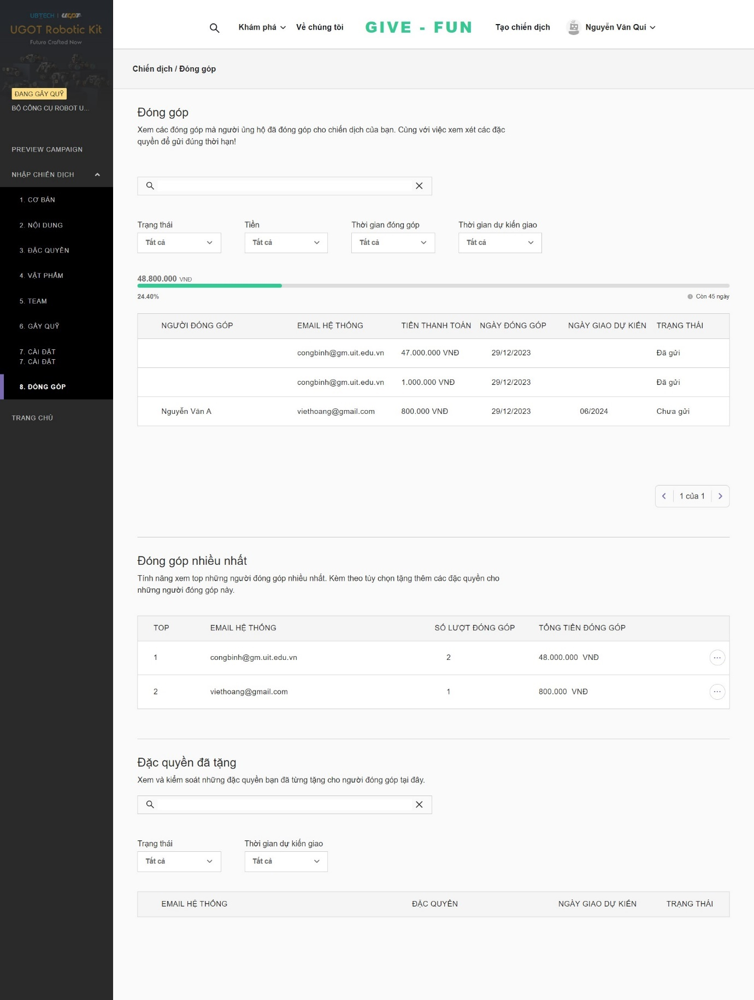 UBTECH | UGOT
UGOT Robotic Kit
Future Crafted Now
ĐANG GÂY QUỸ
BỘ CÔNG CỤ ROBOT U...
PREVIEW CAMPAIGN
NHẬP CHIẾN DỊCH
1. CƠ BẢN
2. NỘI DUNG
3. ĐẶC QUYỀN
4. VẬT PHẨM
5. TEAM
6. GÂY QUỸ
7. CÀI ĐẶT
7. CÀI ĐẶT
8. ĐÓNG GÓP
TRANG CHỦ
Khám phá Về chúng tôi GIVE - FUN Tạo chiến dịch Nguyễn Văn Quí
Chiến dịch / Đóng góp
Đóng góp
Xem các đóng góp mà người ủng hộ đã đóng góp cho chiến dịch của bạn. Cùng với việc xem xét các đặc
quyền để gửi đúng thời hạn!
Trạng thái Tiền Thời gian đóng góp Thời gian dự kiến giao
Tất cả Tất cả Tất cả Tất cả
48.800.000 VNĐ
24.40% Còn 45 ngày
NGƯỜI ĐÓNG GÓP EMAIL HỆ THỐNG TIỀN THANH TOÁN NGÀY ĐÓNG GÓP NGÀY GIAO DỰ KIẾN TRẠNG THÁI
congbinh@gm.uit.edu.vn 47.000.000 VNĐ 29/12/2023 Đã gửi
congbinh@gm.uit.edu.vn 1.000.000 VNĐ 29/12/2023 Đã gửi
Nguyễn Văn A viethoang@gmail.com 800.000 VNĐ 29/12/2023 06/2024 Chưa gửi
1 của 1
Đóng góp nhiều nhất
Tính năng xem top những người đóng góp nhiều nhất. Kèm theo tùy chọn tặng thêm các đặc quyền cho
những người đóng góp này.
TOP EMAIL HỆ THỐNG SỐ LƯỢT ĐÓNG GÓP TỔNG TIỀN ĐÓNG GÓP
1 congbinh@gm.uit.edu.vn 2 48.000.000 VNĐ
2 viethoang@gmail.com 1 800.000 VNĐ
Đặc quyền đã tặng
Xem và kiểm soát những đặc quyền bạn đã từng tặng cho người đóng góp tại đây.
Trạng thái Thời gian dự kiến giao
Tất cả Tất cả
EMAIL HỆ THỐNG ĐẶC QUYỀN NGÀY GIAO DỰ KIẾN TRẠNG THÁI